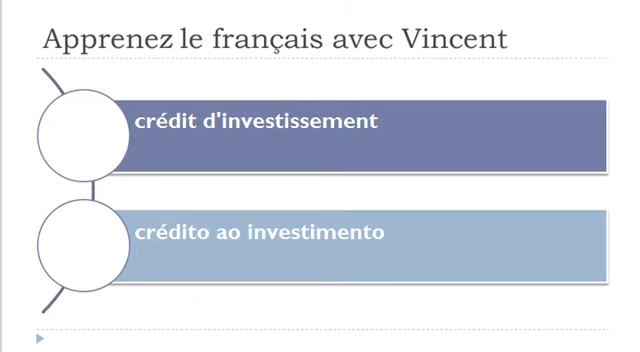 Apprenez le français avec Vincent
crédit d'investissement
crédito ao investimento